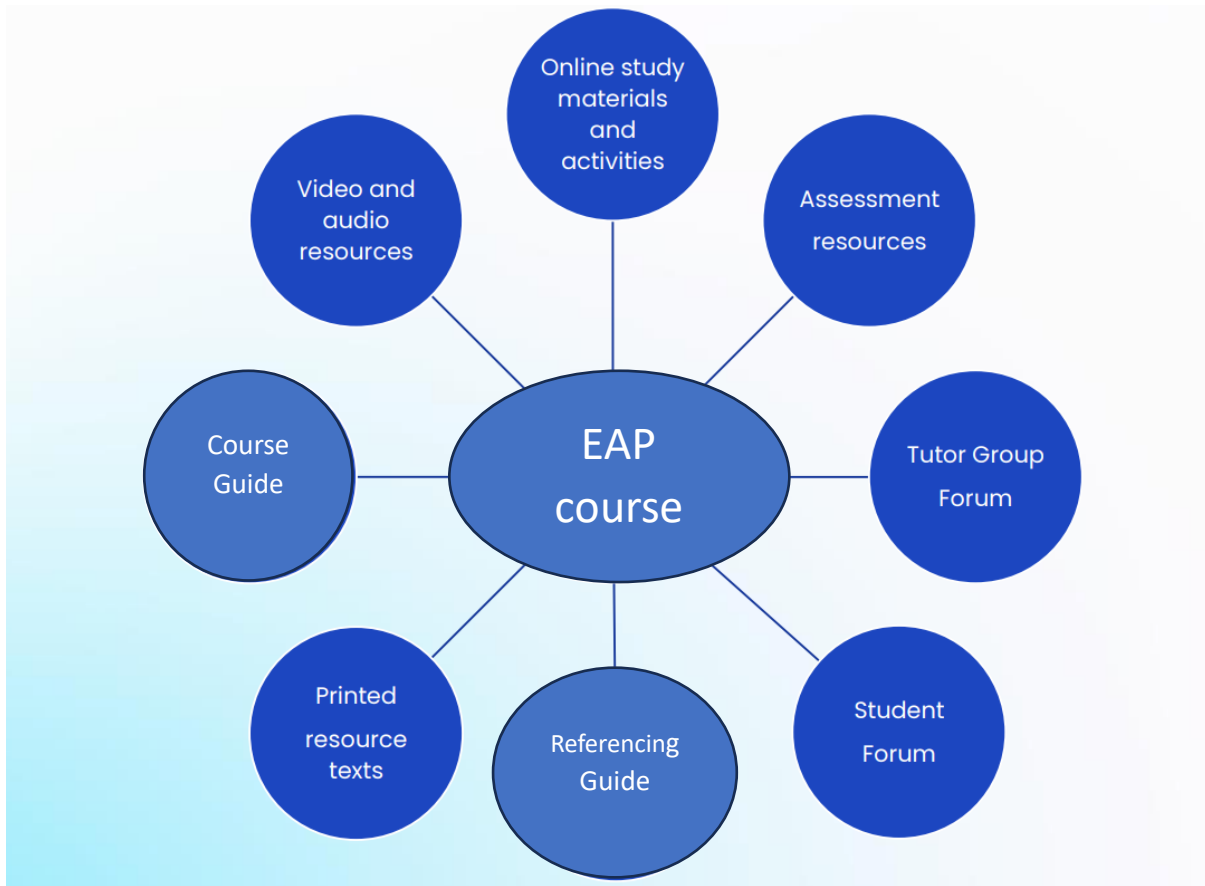 Online study
materials
and
activities
Video and
audio
resources
Assessment
resources
Course
Guide
EAP
course
Tutor Group
Forum
Printed
resource
texts
Referencing
Guide
Student
Forum